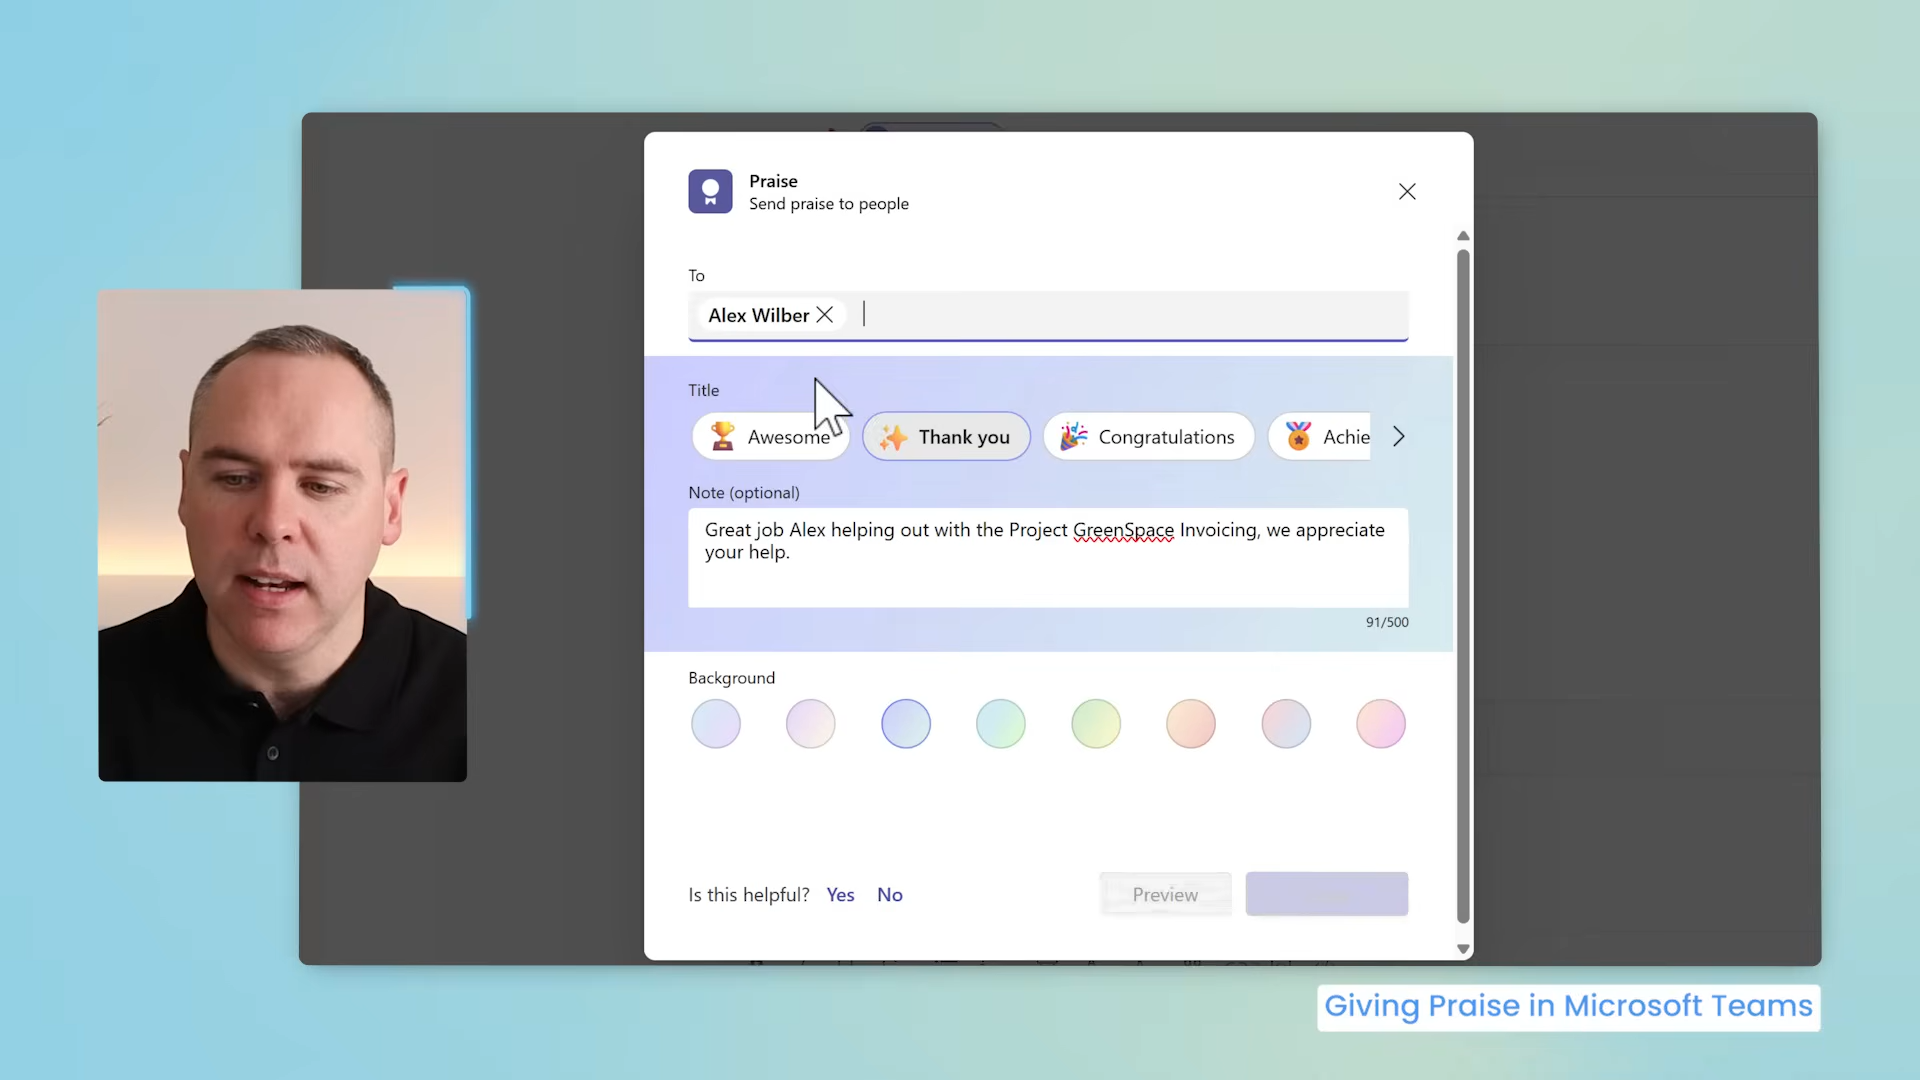 Praise
Send praise to people
To
Alex Wilber
Title
Awesome
Thank you
Congratulations
Achie
Note (optional)
Great job Alex helping out with the Project GreenSpace Invoicing, we appreciate
your help.
91/500
Background
Is this helpful? Yes No
Preview
Giving Praise in Microsoft Teams